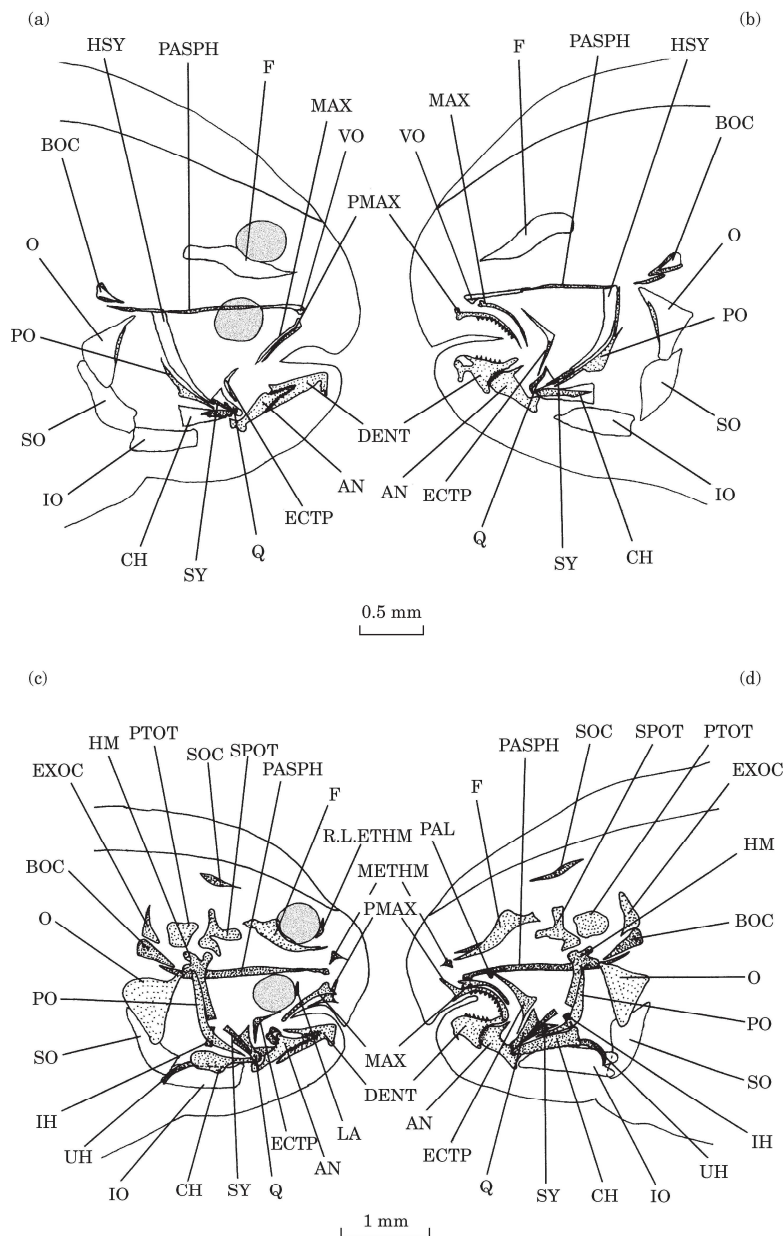 (a)
(b)
HSY
PASPH
F
MAX
VO
BOC
O
PO
SO
IO
CH
SY
Q
ECTP
AN
DENT
PMAX
F
PASPH
HSY
MAX
VO
BOC
O
PO
SO
IO
CH
SY
Q
ECTP
AN
0.5 mm
(c)
(d)
PTOT
HM
SOC
SPOT
PASPH
EXOC
F
R.L.ETHM
BOC
O
PO
SO
IH
UH
IO
CH
SY
Q
ECTP
AN
LA
METHM
PMAX
MAX
DENT
PAL
F
PASPH
SOC
SPOT
PTOT
EXOC
HM
BOC
O
PO
SO
IH
UH
IO
CH
SY
Q
ECTP
AN
1 mm